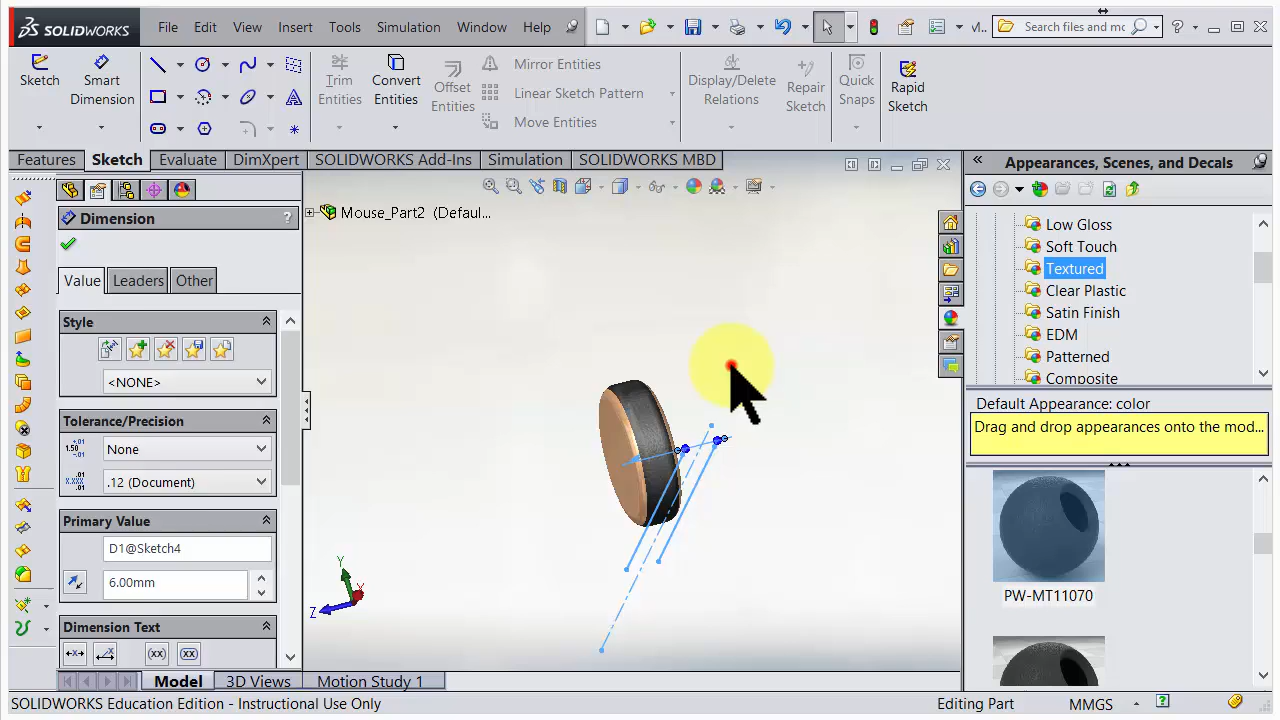 SOLIDWORKS File Edit View Insert Tools Simulation Window Help Search files and mc
Sketch Smart Dimension Trim Entities Convert Entities Offset Entities Mirror Entities Linear Sketch Pattern Move Entities Display/Delete Relations Repair Sketch Quick Snaps Rapid Sketch
Features Sketch Evaluate DimXpert SOLIDWORKS Add-Ins Simulation SOLIDWORKS MBD
Appearances, Scenes, and Decals
Mouse_Part2 (Defaul...
Dimension ?
Value Leaders Other
Style
<NONE>
Tolerance/Precision
None
.12 (Document)
Primary Value
D1@Sketch4
6.00mm
Dimension Text
(xx) (xx)
Y
X
Z
Low Gloss
Soft Touch
Textured
Clear Plastic
Satin Finish
EDM
Patterned
Composite
Default Appearance: color
Drag and drop appearances onto the mod...
PW-MT11070
Model 3D Views Motion Study 1
SOLIDWORKS Education Edition - Instructional Use Only Editing Part MMGS